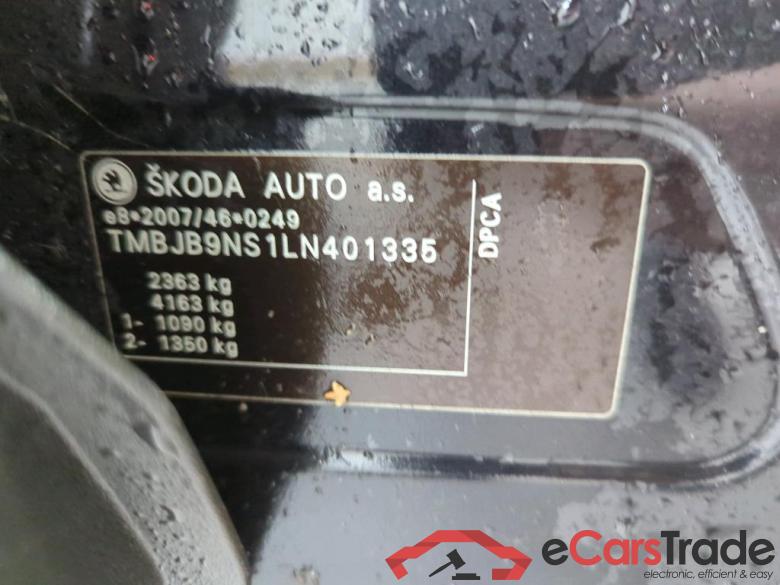 ŠKODA AUTO a.s.
e8*2007/46*0249
TMBJB9NS1LN401335
2363 kg
4163 kg
1- 1090 kg
2- 1350 kg
DPCA
eCarsTrade
electronic, efficient & easy